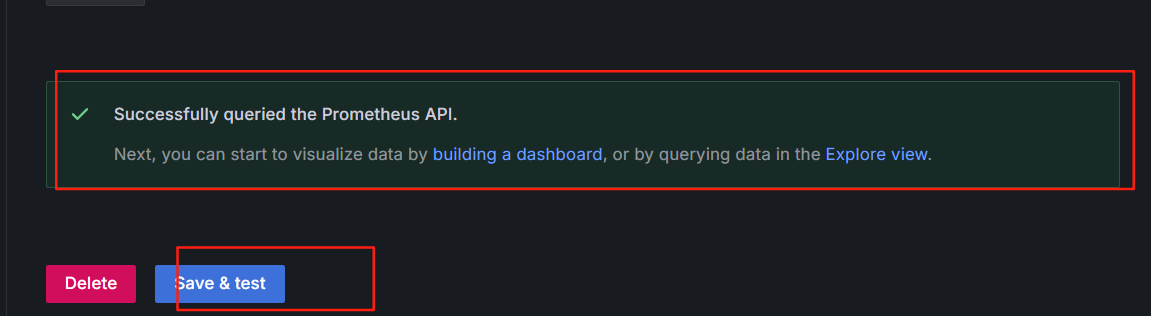 Successfully queried the Prometheus API.
Next, you can start to visualize data by building a dashboard, or by querying data in the Explore view.
Delete
Save & test